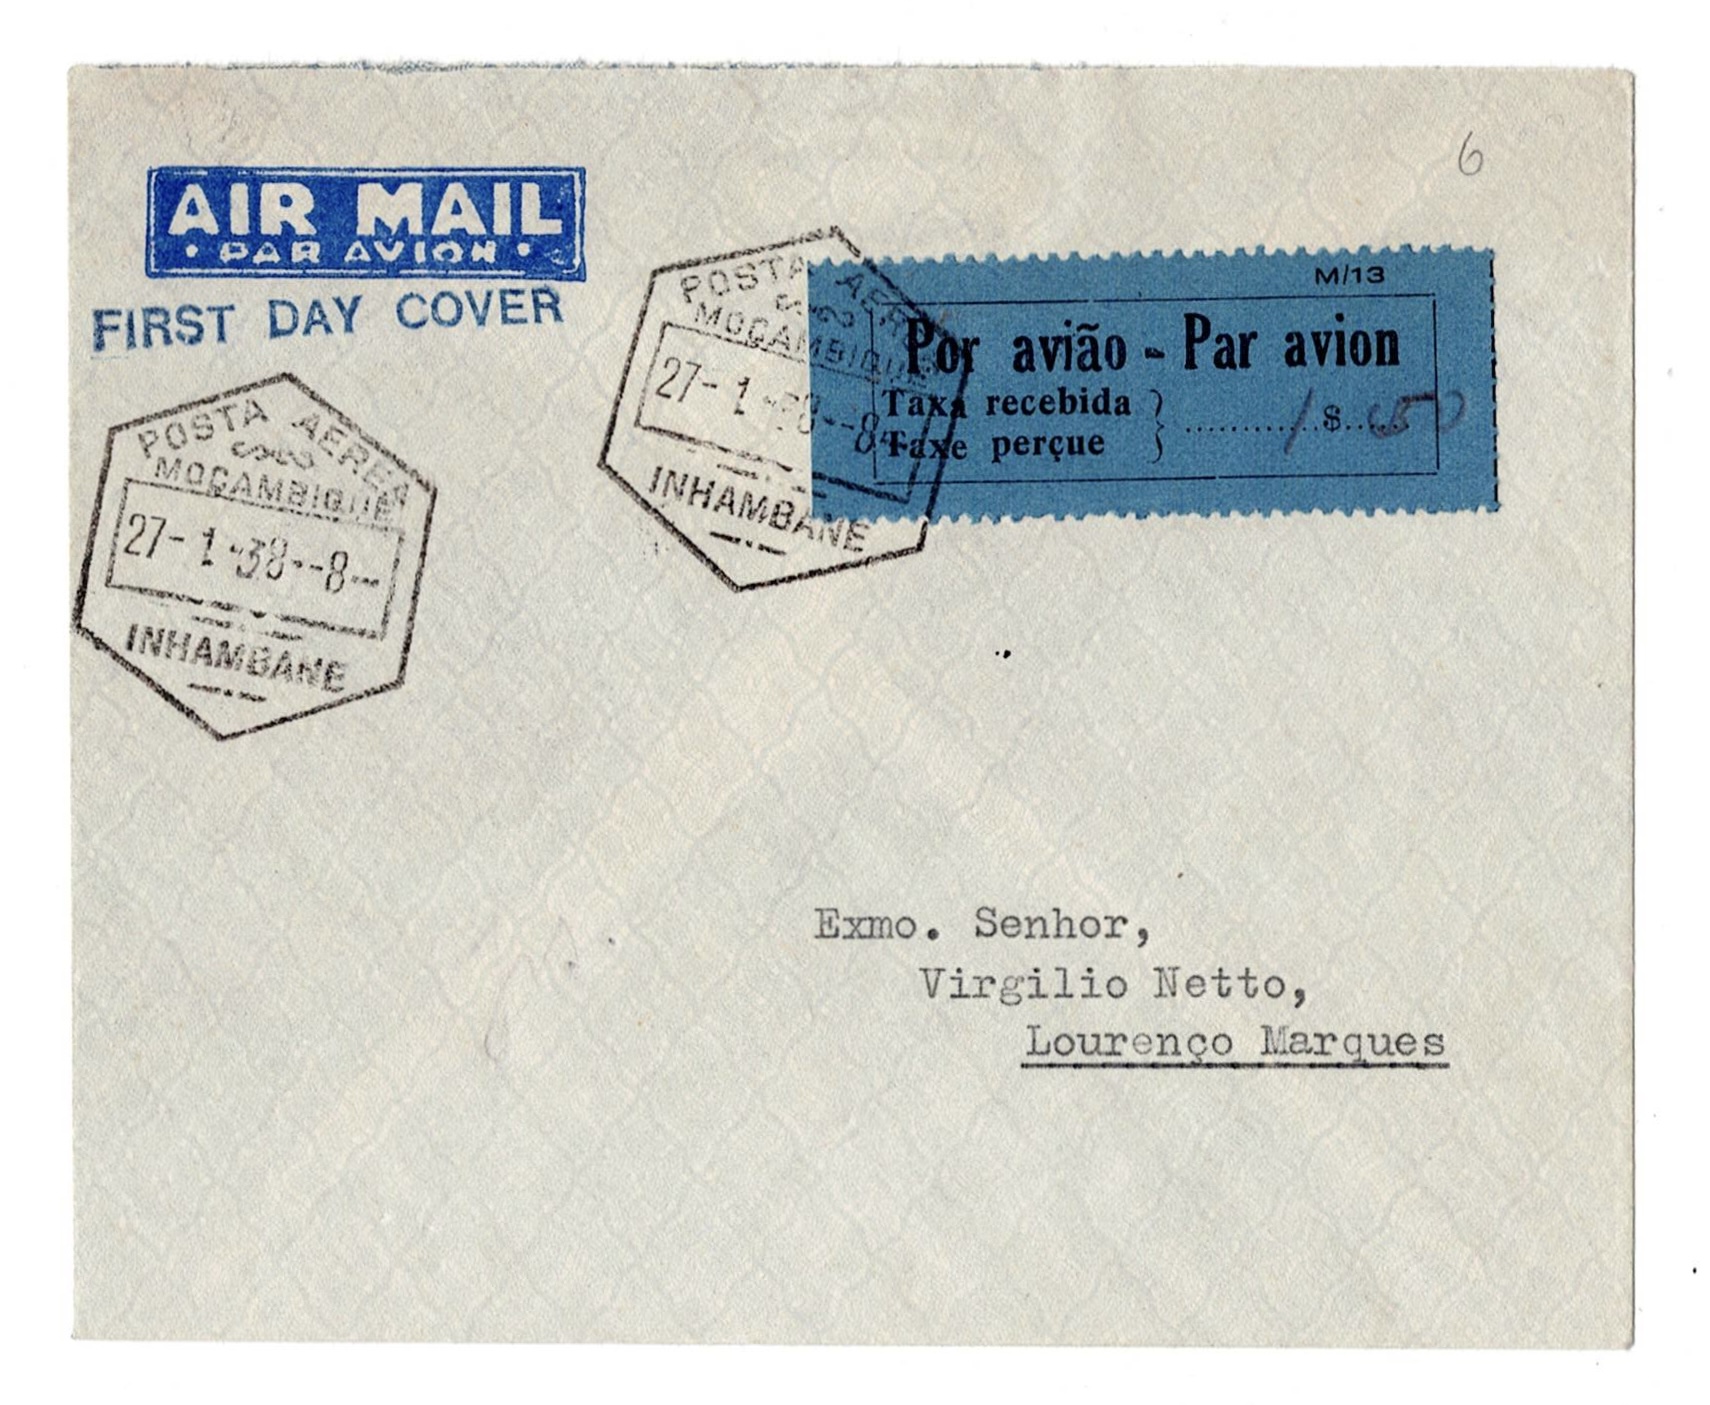 6
AIR MAIL
• PAR AVION •
FIRST DAY COVER
POSTA AEREA
MOÇAMBIQUE
27-1-38--8--
INHAMBANE
POSTA AEREA
MOÇAMBIQUE
27-1-38--8--
INHAMBANE
M/13
Por avião - Par avion
Taxa recebida
Taxe perçue } 1 $ 50
Exmo. Senhor,
Virgilio Netto,
Lourenço Marques